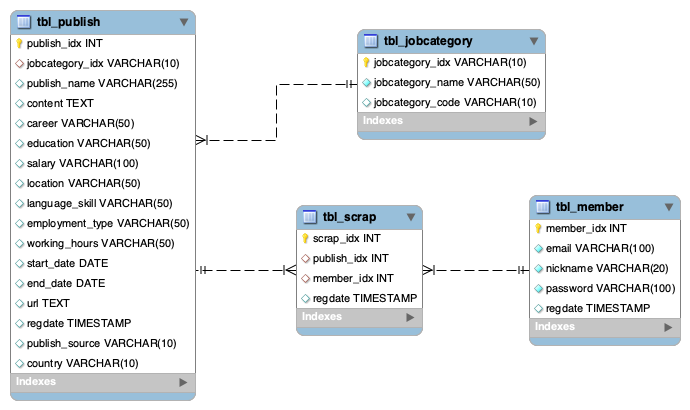 tbl_publish
publish_idx INT
jobcategory_idx VARCHAR(10)
publish_name VARCHAR(255)
content TEXT
career VARCHAR(50)
education VARCHAR(50)
salary VARCHAR(100)
location VARCHAR(50)
language_skill VARCHAR(50)
employment_type VARCHAR(50)
working_hours VARCHAR(50)
start_date DATE
end_date DATE
url TEXT
regdate TIMESTAMP
publish_source VARCHAR(10)
country VARCHAR(10)
Indexes
tbl_jobcategory
jobcategory_idx VARCHAR(10)
jobcategory_name VARCHAR(50)
jobcategory_code VARCHAR(10)
Indexes
tbl_scrap
scrap_idx INT
publish_idx INT
member_idx INT
regdate TIMESTAMP
Indexes
tbl_member
member_idx INT
email VARCHAR(100)
nickname VARCHAR(20)
password VARCHAR(100)
regdate TIMESTAMP
Indexes